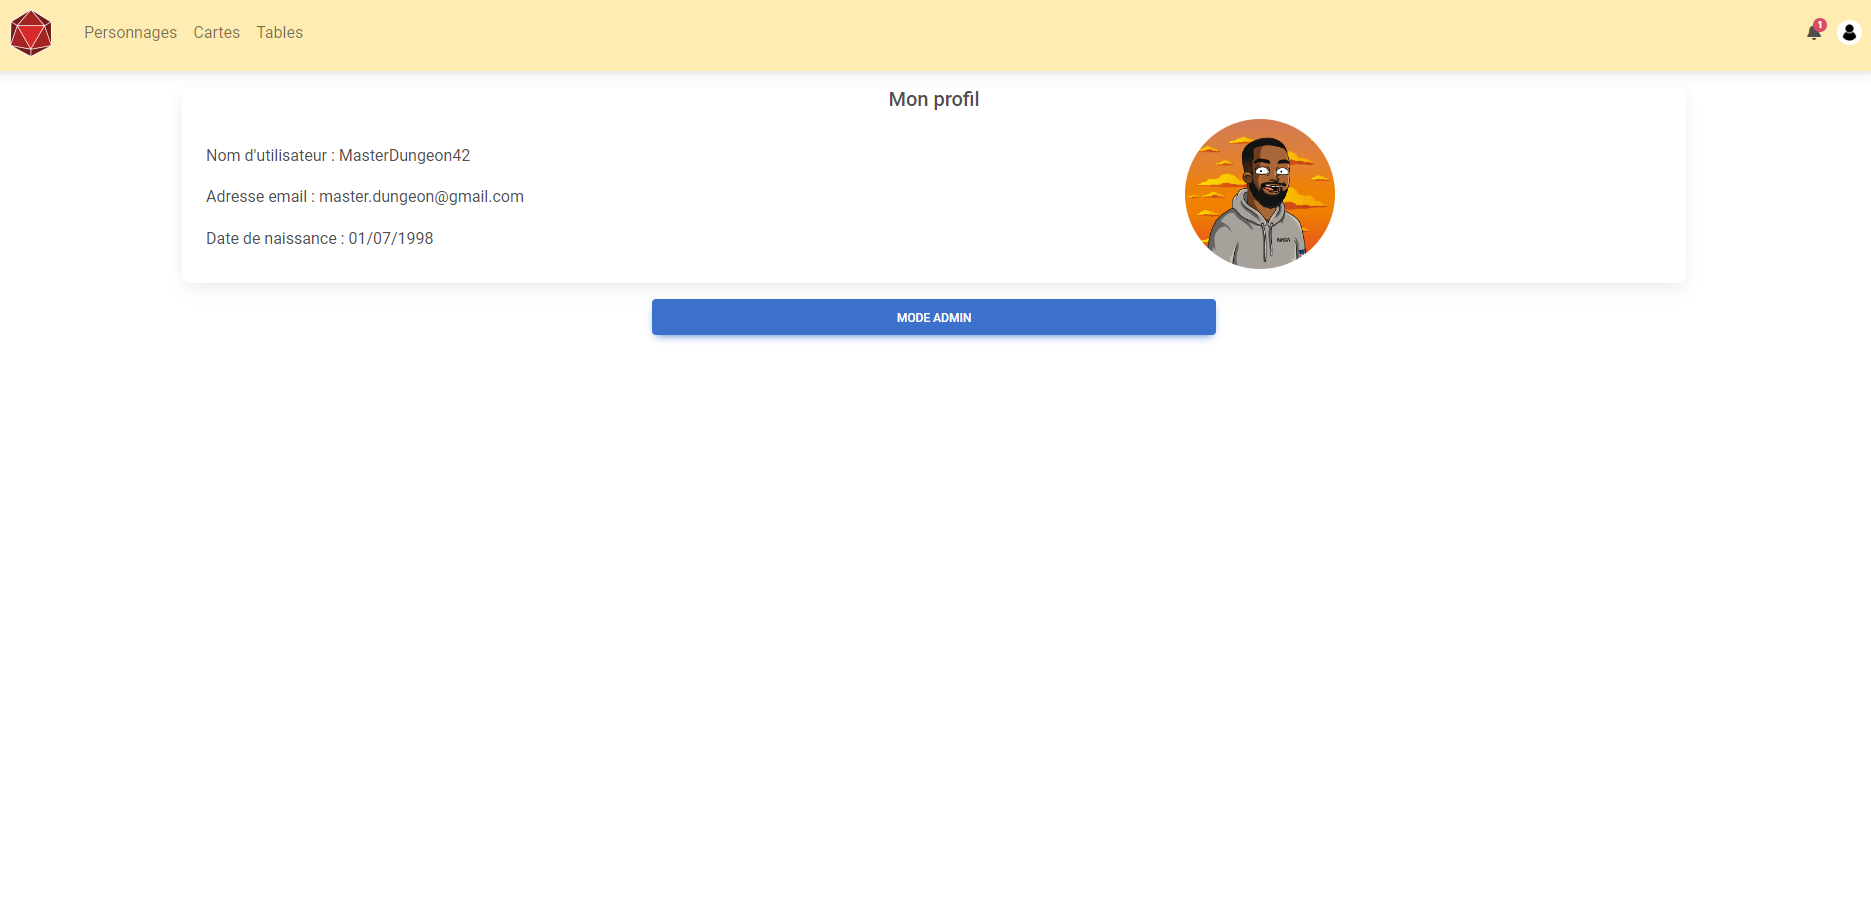 Personnages Cartes Tables
1
Mon profil
Nom d'utilisateur : MasterDungeon42
Adresse email : master.dungeon@gmail.com
Date de naissance : 01/07/1998
NASA
MODE ADMIN